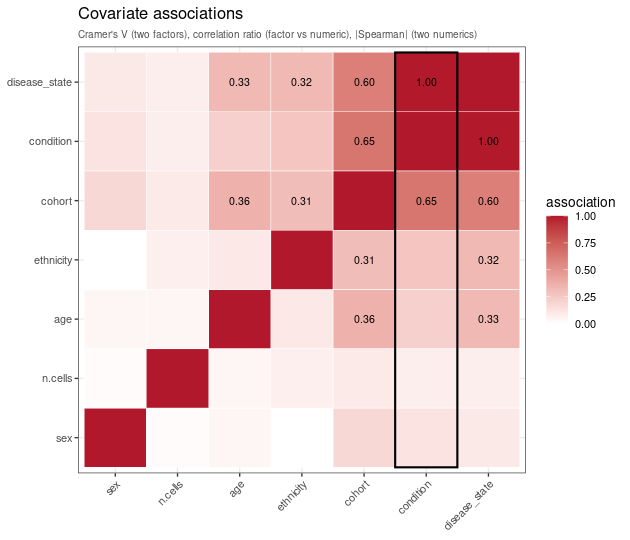 Covariate associations
Cramer's V (two factors), correlation ratio (factor vs numeric), |Spearman| (two numerics)
disease_state 0.33 0.32 0.60 1.00
condition 0.65 1.00
cohort 0.36 0.31 0.65 0.60
ethnicity 0.31 0.32
age 0.36 0.33
n.cells
sex
sex n.cells age ethnicity cohort condition disease_state
association
1.00
0.75
0.50
0.25
0.00